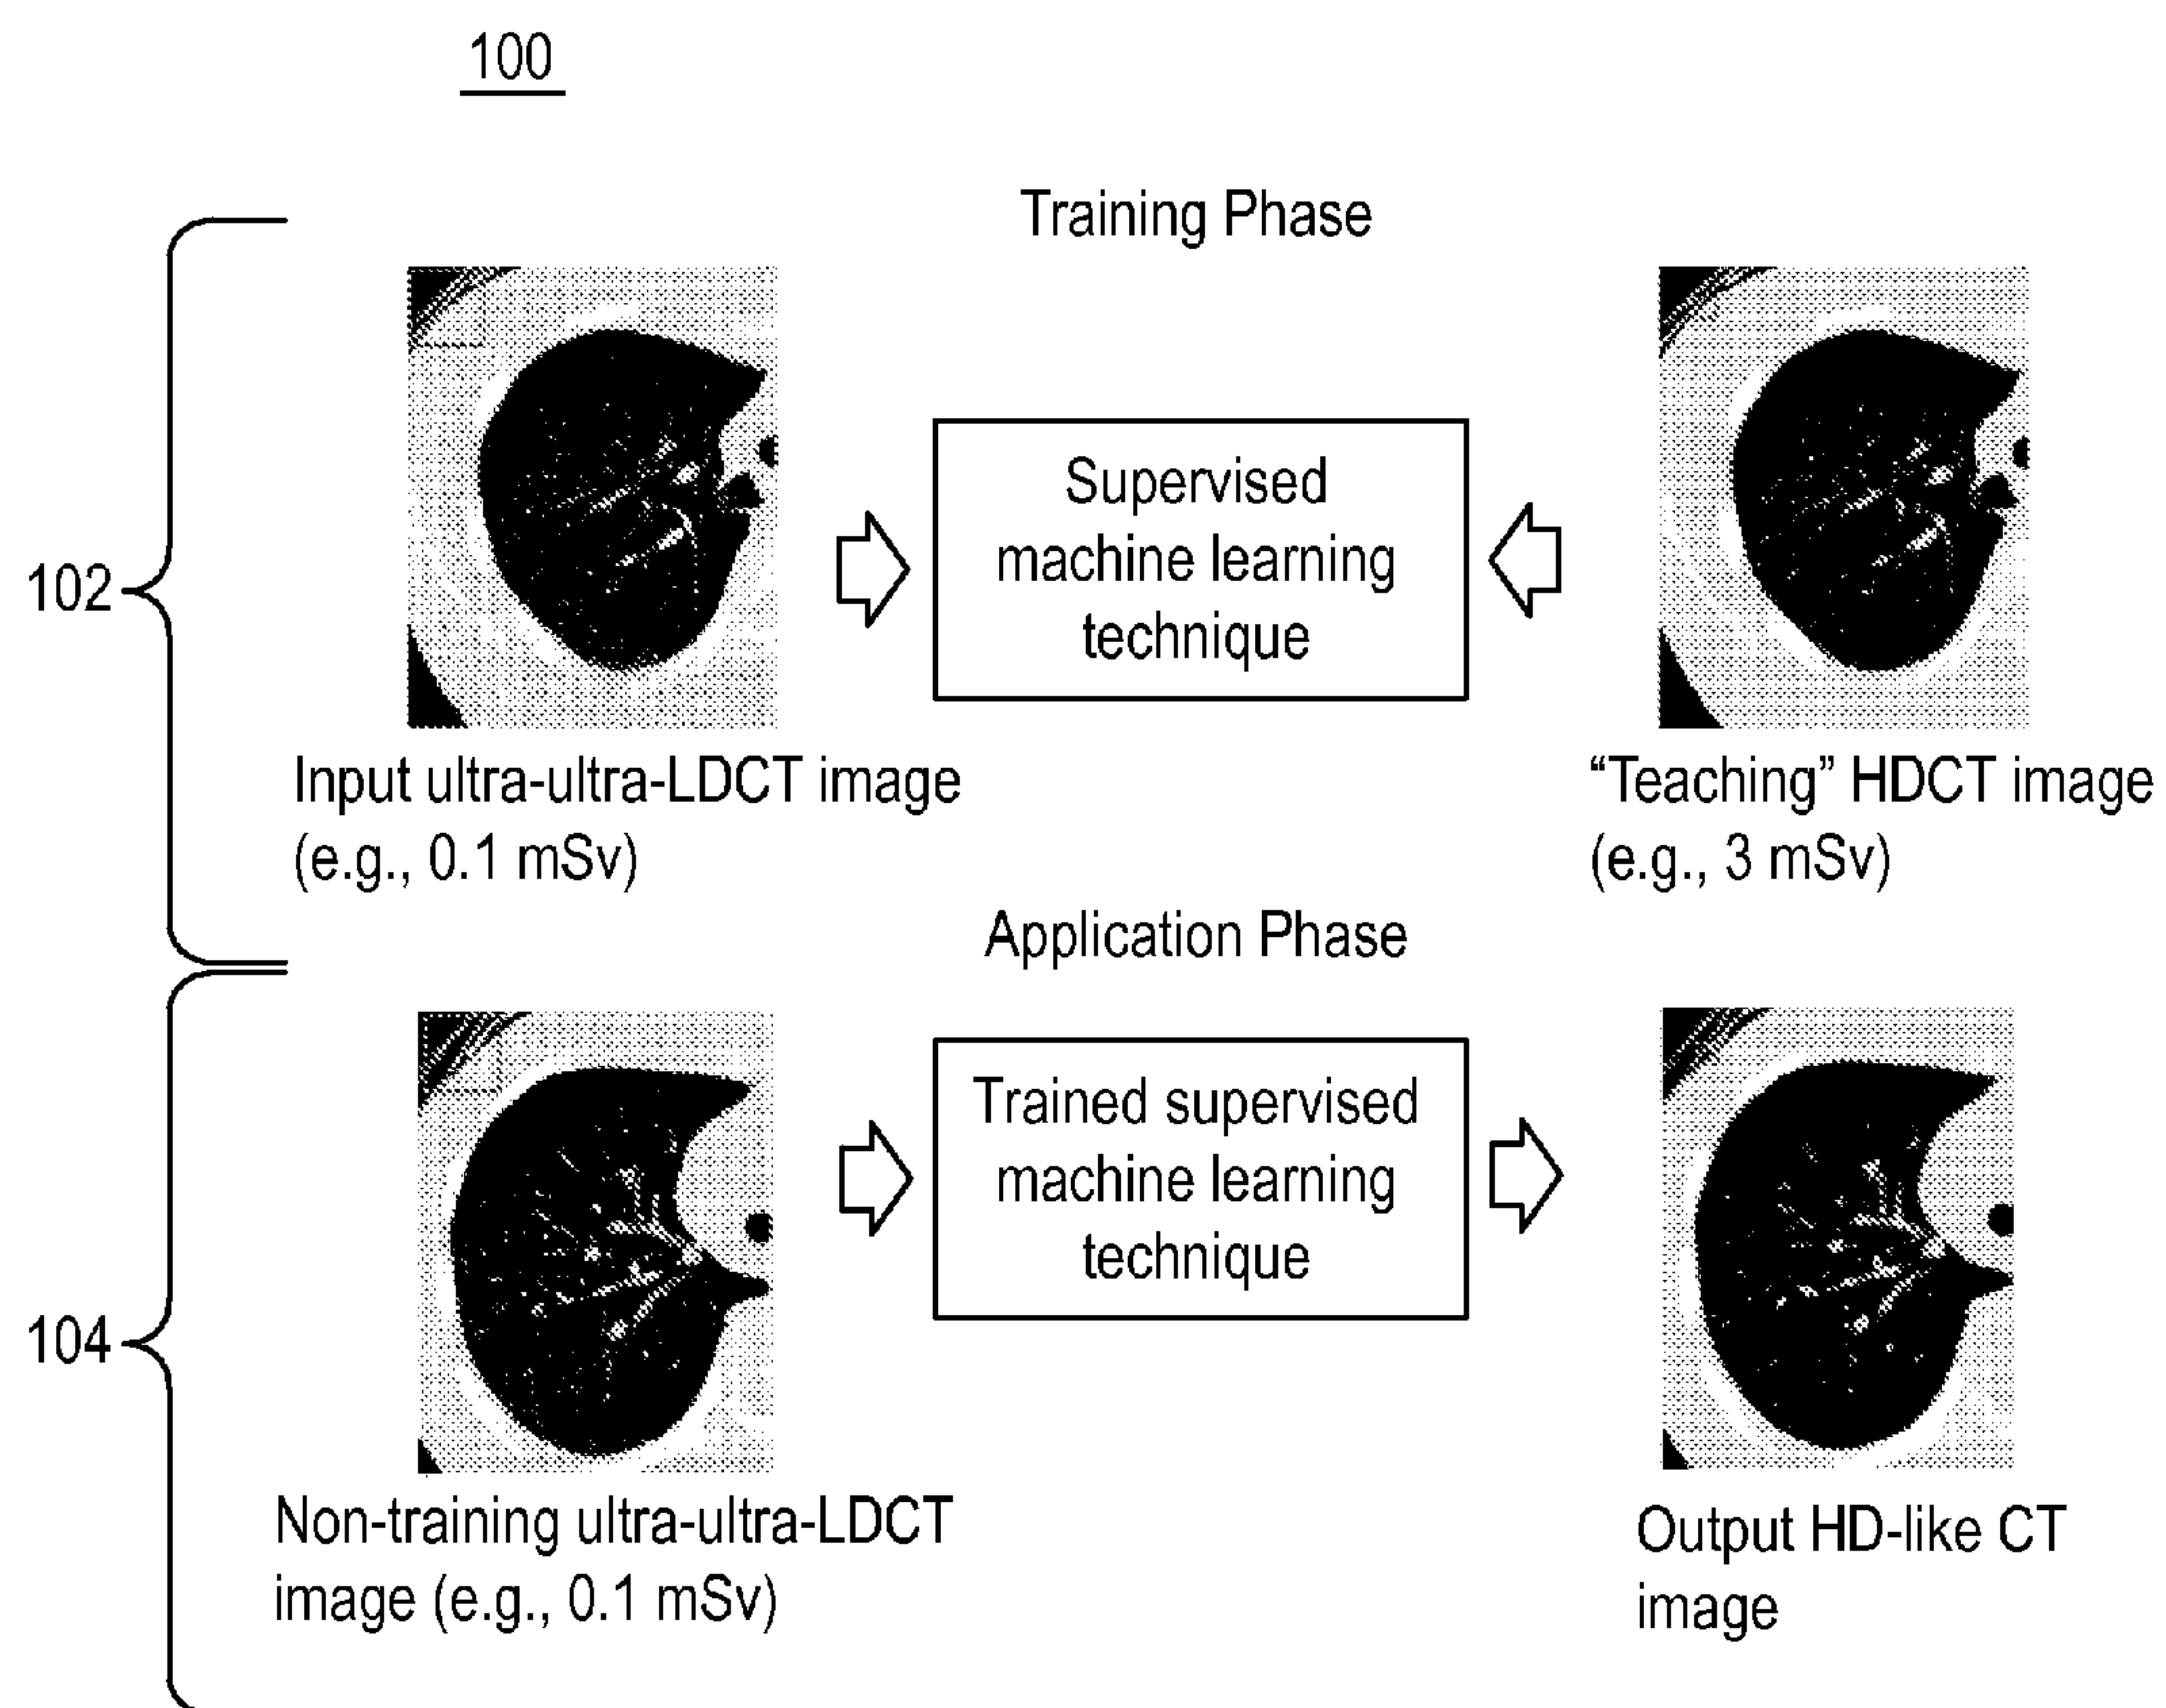 100
Training Phase
102
Supervised
machine learning
technique
Input ultra-ultra-LDCT image
(e.g., 0.1 mSv)
“Teaching” HDCT image
(e.g., 3 mSv)
Application Phase
104
Trained supervised
machine learning
technique
Non-training ultra-ultra-LDCT
image (e.g., 0.1 mSv)
Output HD-like CT
image